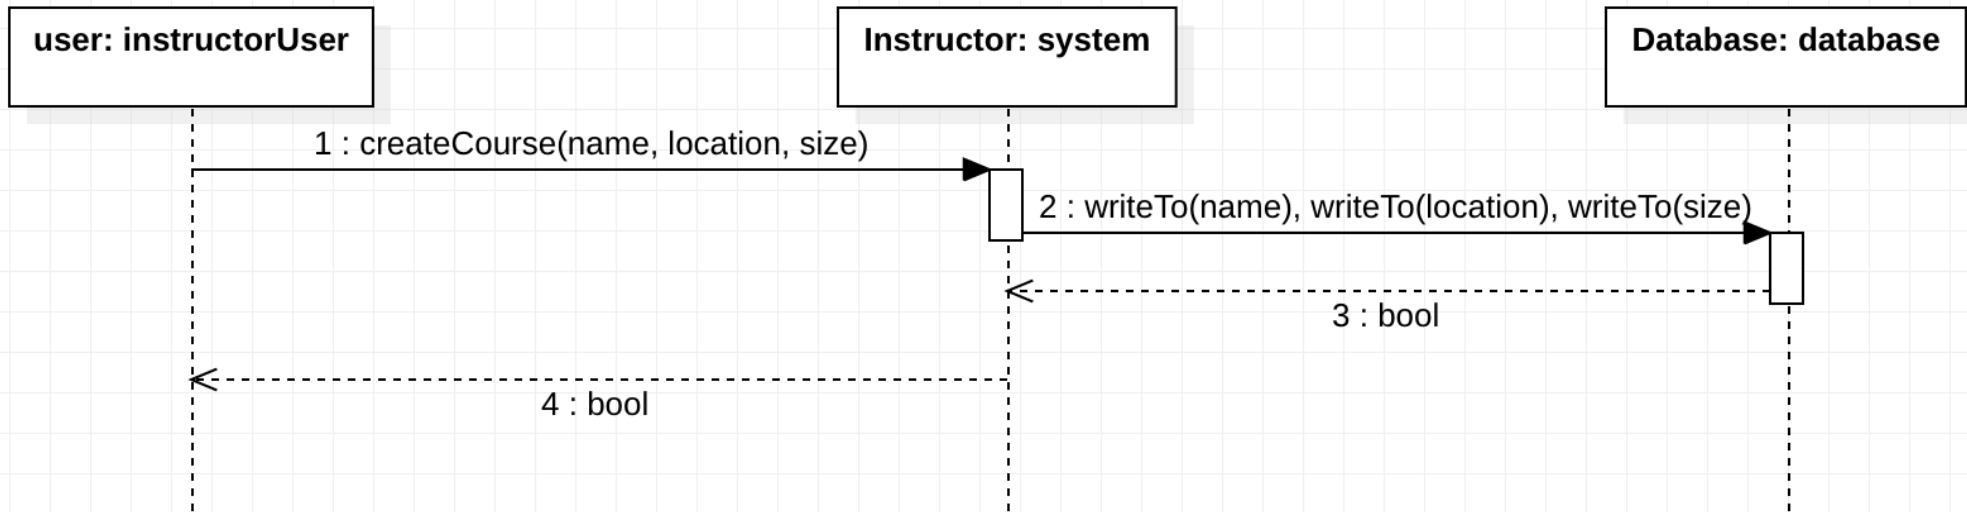 user: instructorUser
Instructor: system
Database: database
1 : createCourse(name, location, size)
2 : writeTo(name), writeTo(location), writeTo(size)
3 : bool
4 : bool